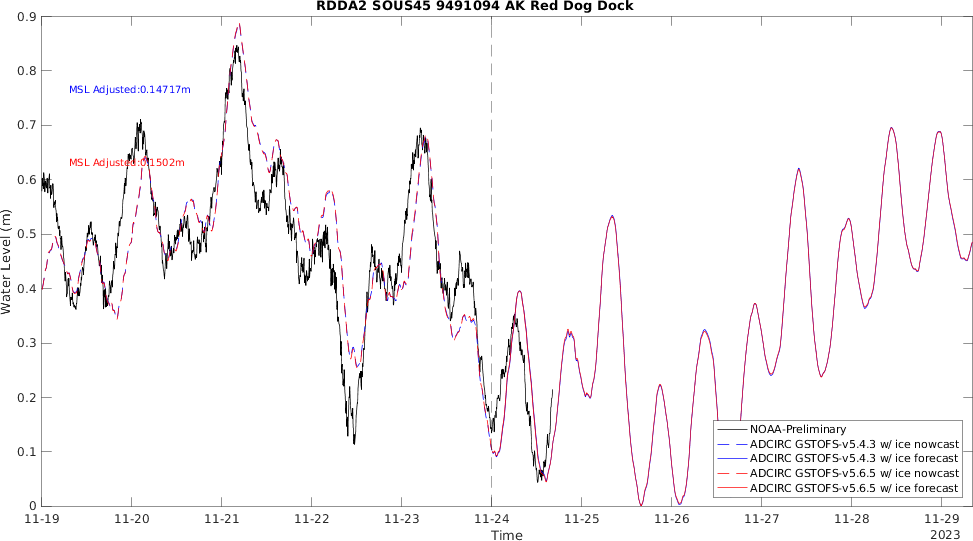 RDDA2 SOUS45 9491094 AK Red Dog Dock
Water Level (m)
0.9
0.8
0.7
0.6
0.5
0.4
0.3
0.2
0.1
0
MSL Adjusted:0.14717m
MSL Adjusted:0.1502m
NOAA-Preliminary
ADCIRC GSTOFS-v5.4.3 w/ ice nowcast
ADCIRC GSTOFS-v5.4.3 w/ ice forecast
ADCIRC GSTOFS-v5.6.5 w/ ice nowcast
ADCIRC GSTOFS-v5.6.5 w/ ice forecast
11-19 11-20 11-21 11-22 11-23 11-24 11-25 11-26 11-27 11-28 11-29
2023
Time